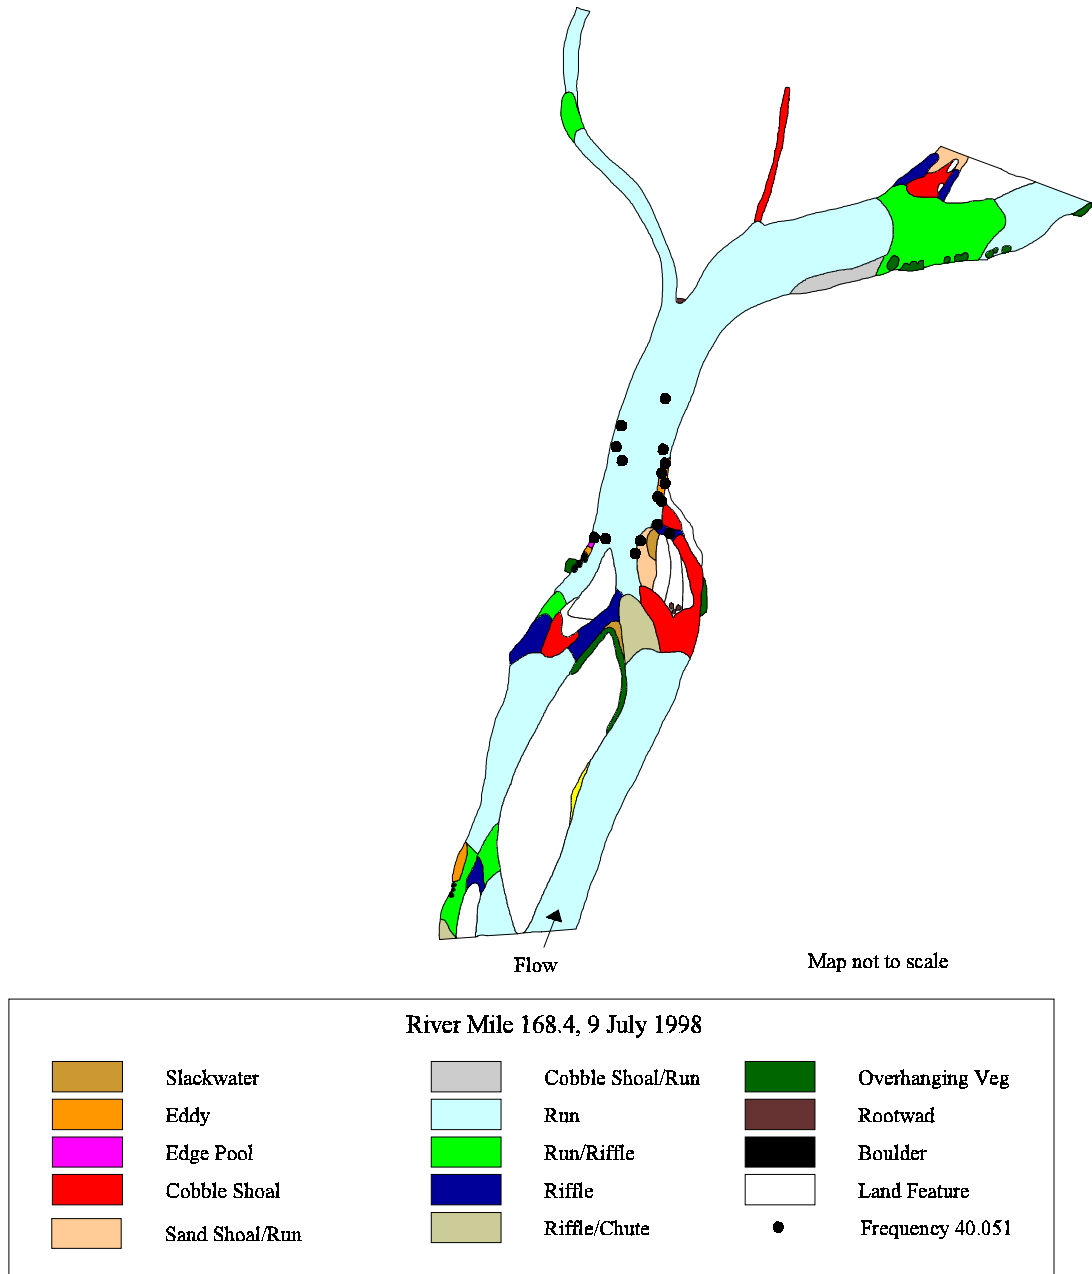 Flow
Map not to scale
River Mile 168.4, 9 July 1998
Slackwater
Eddy
Edge Pool
Cobble Shoal
Sand Shoal/Run
Cobble Shoal/Run
Run
Run/Riffle
Riffle
Riffle/Chute
Overhanging Veg
Rootwad
Boulder
Land Feature
Frequency 40.051